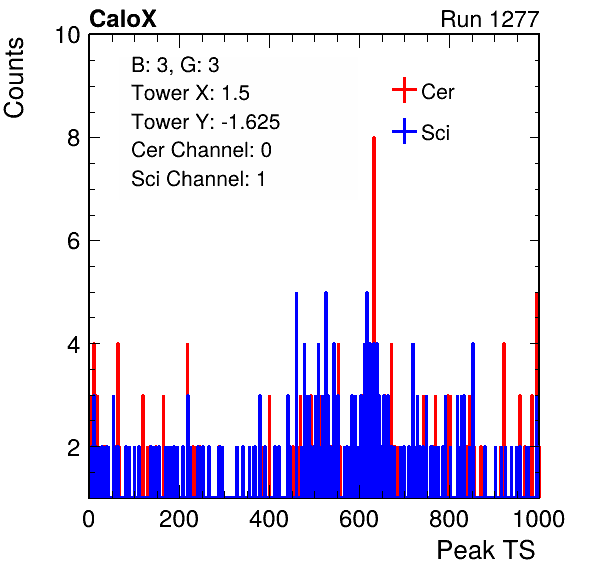 CaloX
Run 1277
Counts
10
8
6
4
2
B: 3, G: 3
Tower X: 1.5
Tower Y: -1.625
Cer Channel: 0
Sci Channel: 1
Cer
Sci
0 200 400 600 800 1000
Peak TS